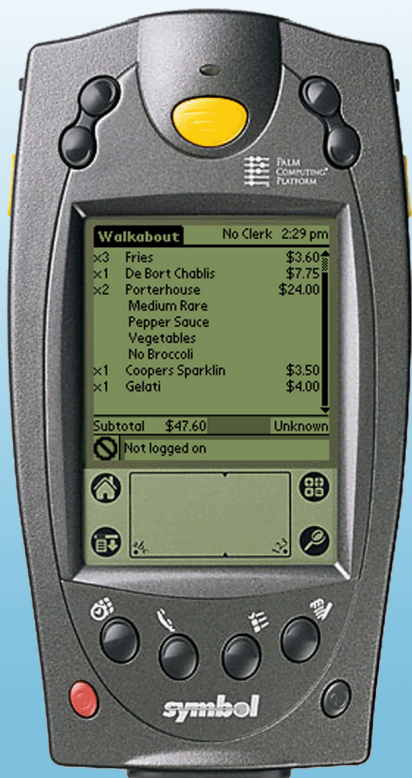 PALM
COMPUTING®
PLATFORM
Walkabout No Clerk 2:29 pm
x3 Fries $3.60
x1 De Bort Chablis $7.75
x2 Porterhouse $24.00
Medium Rare
Pepper Sauce
Vegetables
No Broccoli
x1 Coopers Sparklin $3.50
x1 Gelati $4.00
Subtotal $47.60 Unknown
Not logged on
symbol